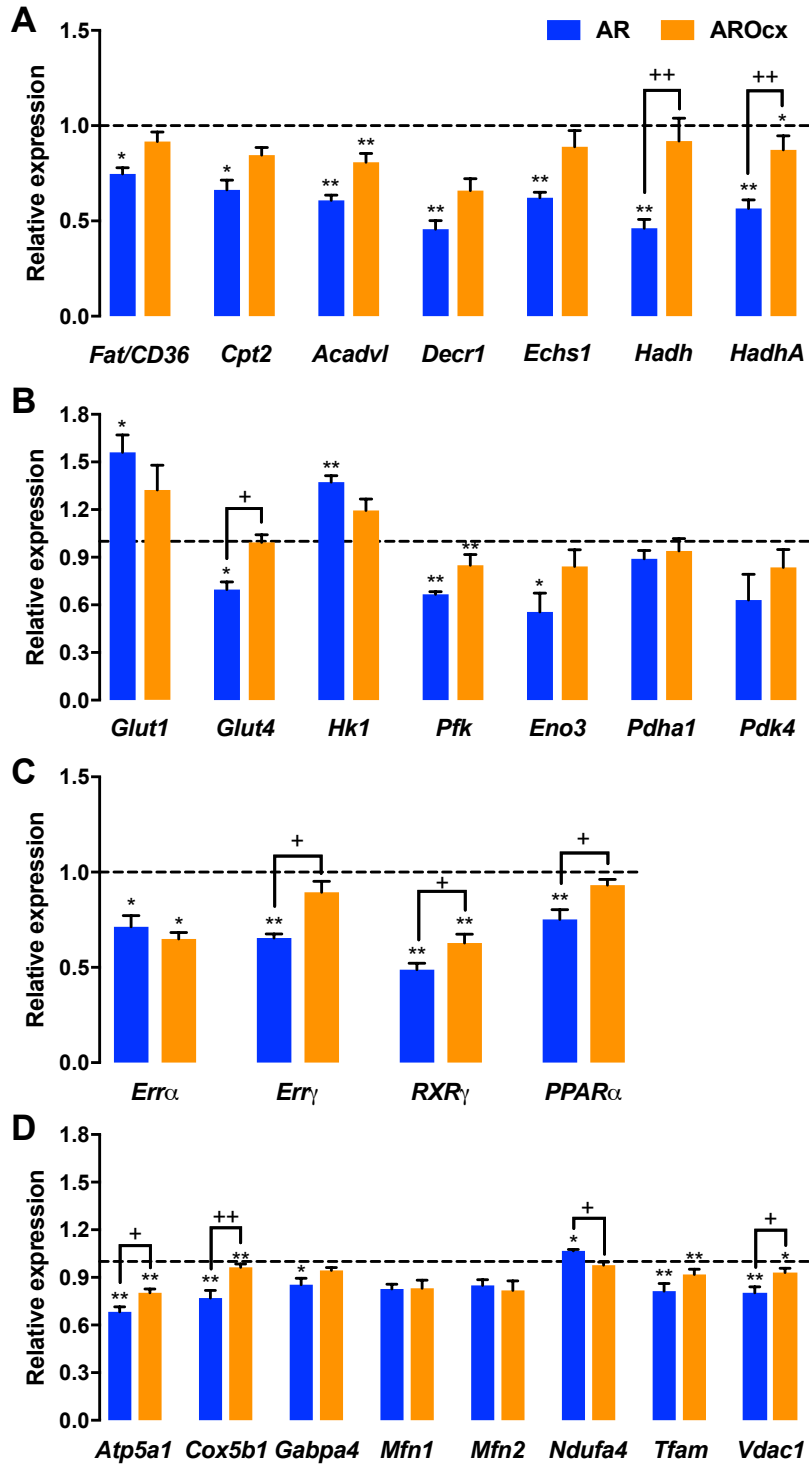 A
AR AROcx
Relative expression
1.5
1.0
0.5
0.0
++ ++
* * ** ** ** ** ** ** *
Fat/CD36 Cpt2 Acadvl Decr1 Echs1 Hadh HadhA
B
Relative expression
1.8
1.5
1.2
0.9
0.6
0.3
0.0
+
* * ** ** ** *
Glut1 Glut4 Hk1 Pfk Eno3 Pdha1 Pdk4
C
Relative expression
1.5
1.0
0.5
0.0
+ + +
* * ** ** ** **
Errα Errγ RXRγ PPARα
D
Relative expression
1.8
1.5
1.2
0.9
0.6
0.3
0.0
+ ++ + +
** ** ** ** * * ** ** ** *
Atp5a1 Cox5b1 Gabpa4 Mfn1 Mfn2 Ndufa4 Tfam Vdac1